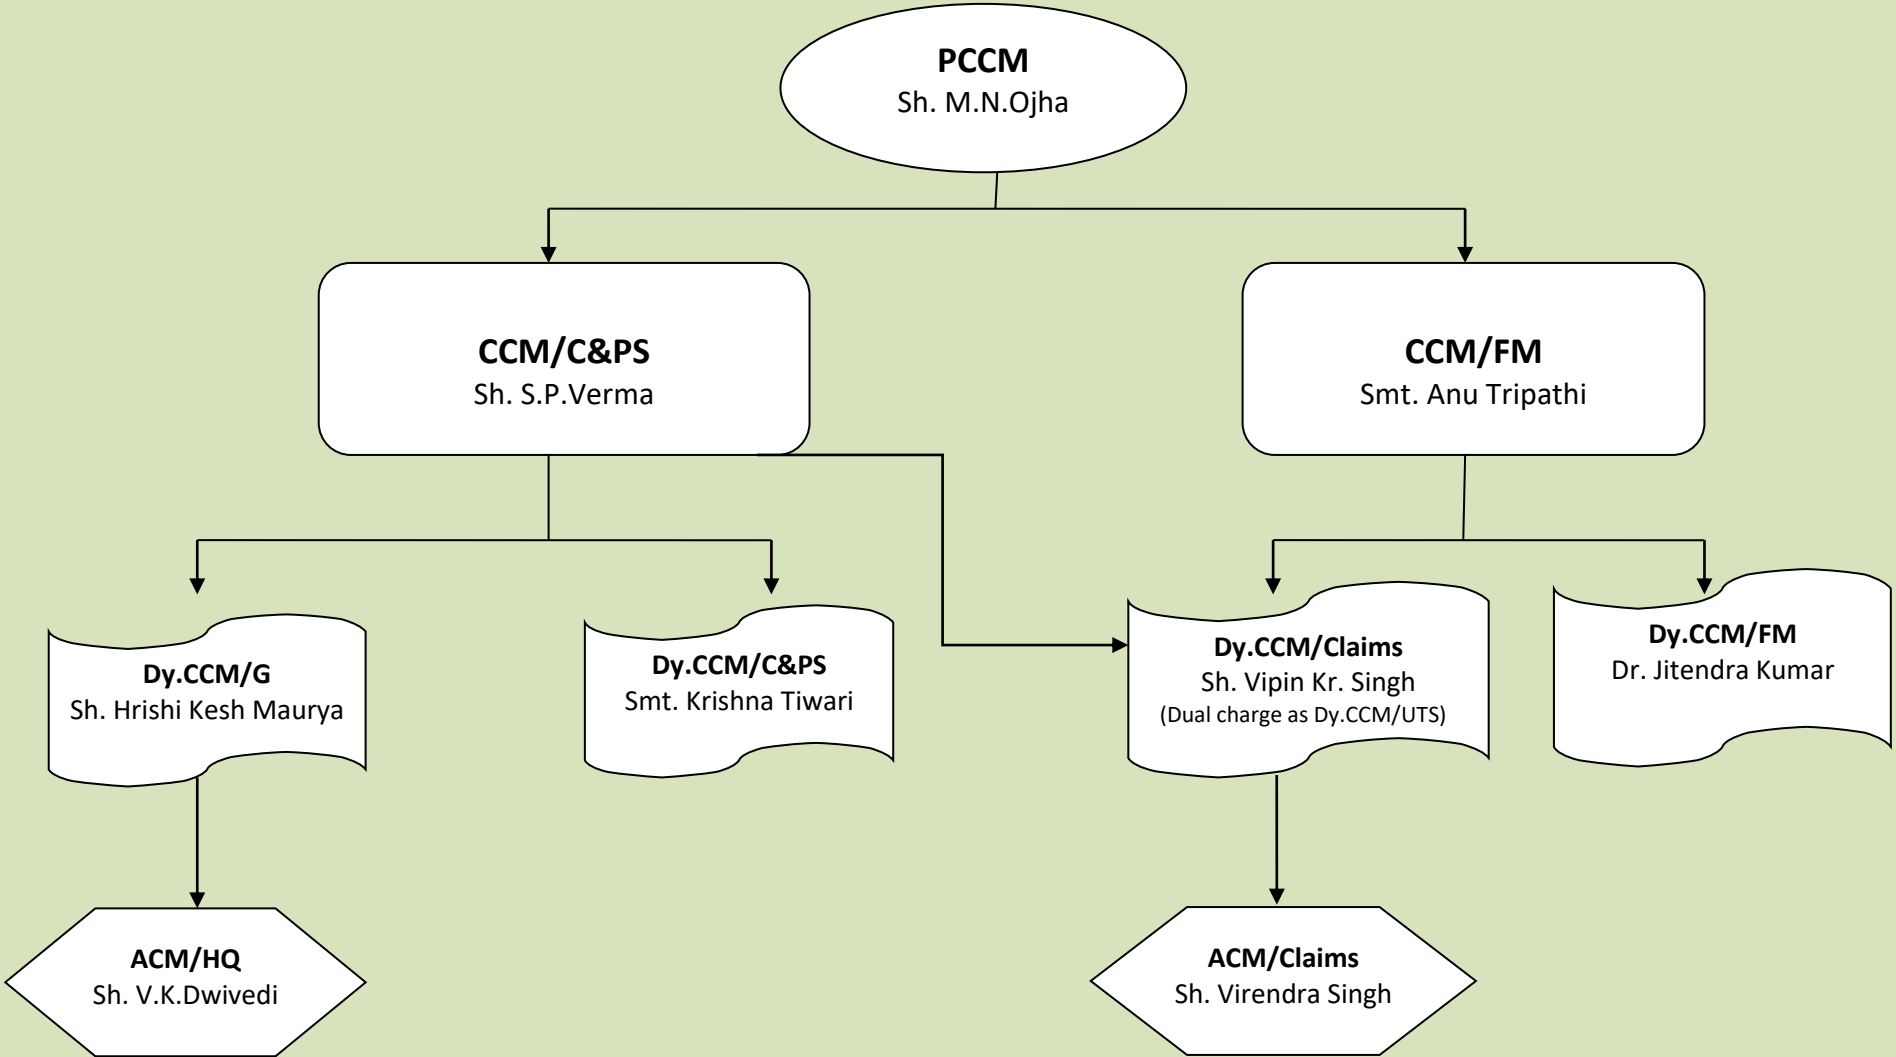 PCCM
Sh. M.N.Ojha
CCM/C&PS
Sh. S.P.Verma
CCM/FM
Smt. Anu Tripathi
Dy.CCM/G
Sh. Hrishi Kesh Maurya
Dy.CCM/C&PS
Smt. Krishna Tiwari
Dy.CCM/Claims
Sh. Vipin Kr. Singh
(Dual charge as Dy.CCM/UTS)
Dy.CCM/FM
Dr. Jitendra Kumar
ACM/HQ
Sh. V.K.Dwivedi
ACM/Claims
Sh. Virendra Singh